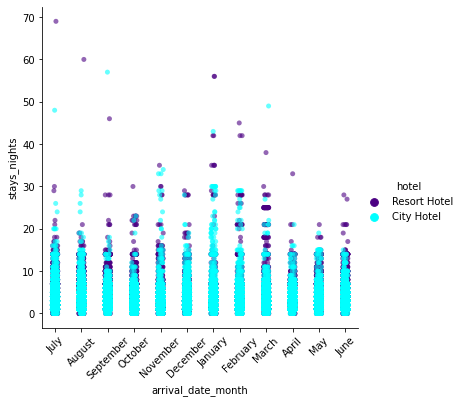 70
60
50
40
30
20
10
0
stays_nights
July
August
September
October
November
December
January
February
March
April
May
June
arrival_date_month
hotel
Resort Hotel
City Hotel